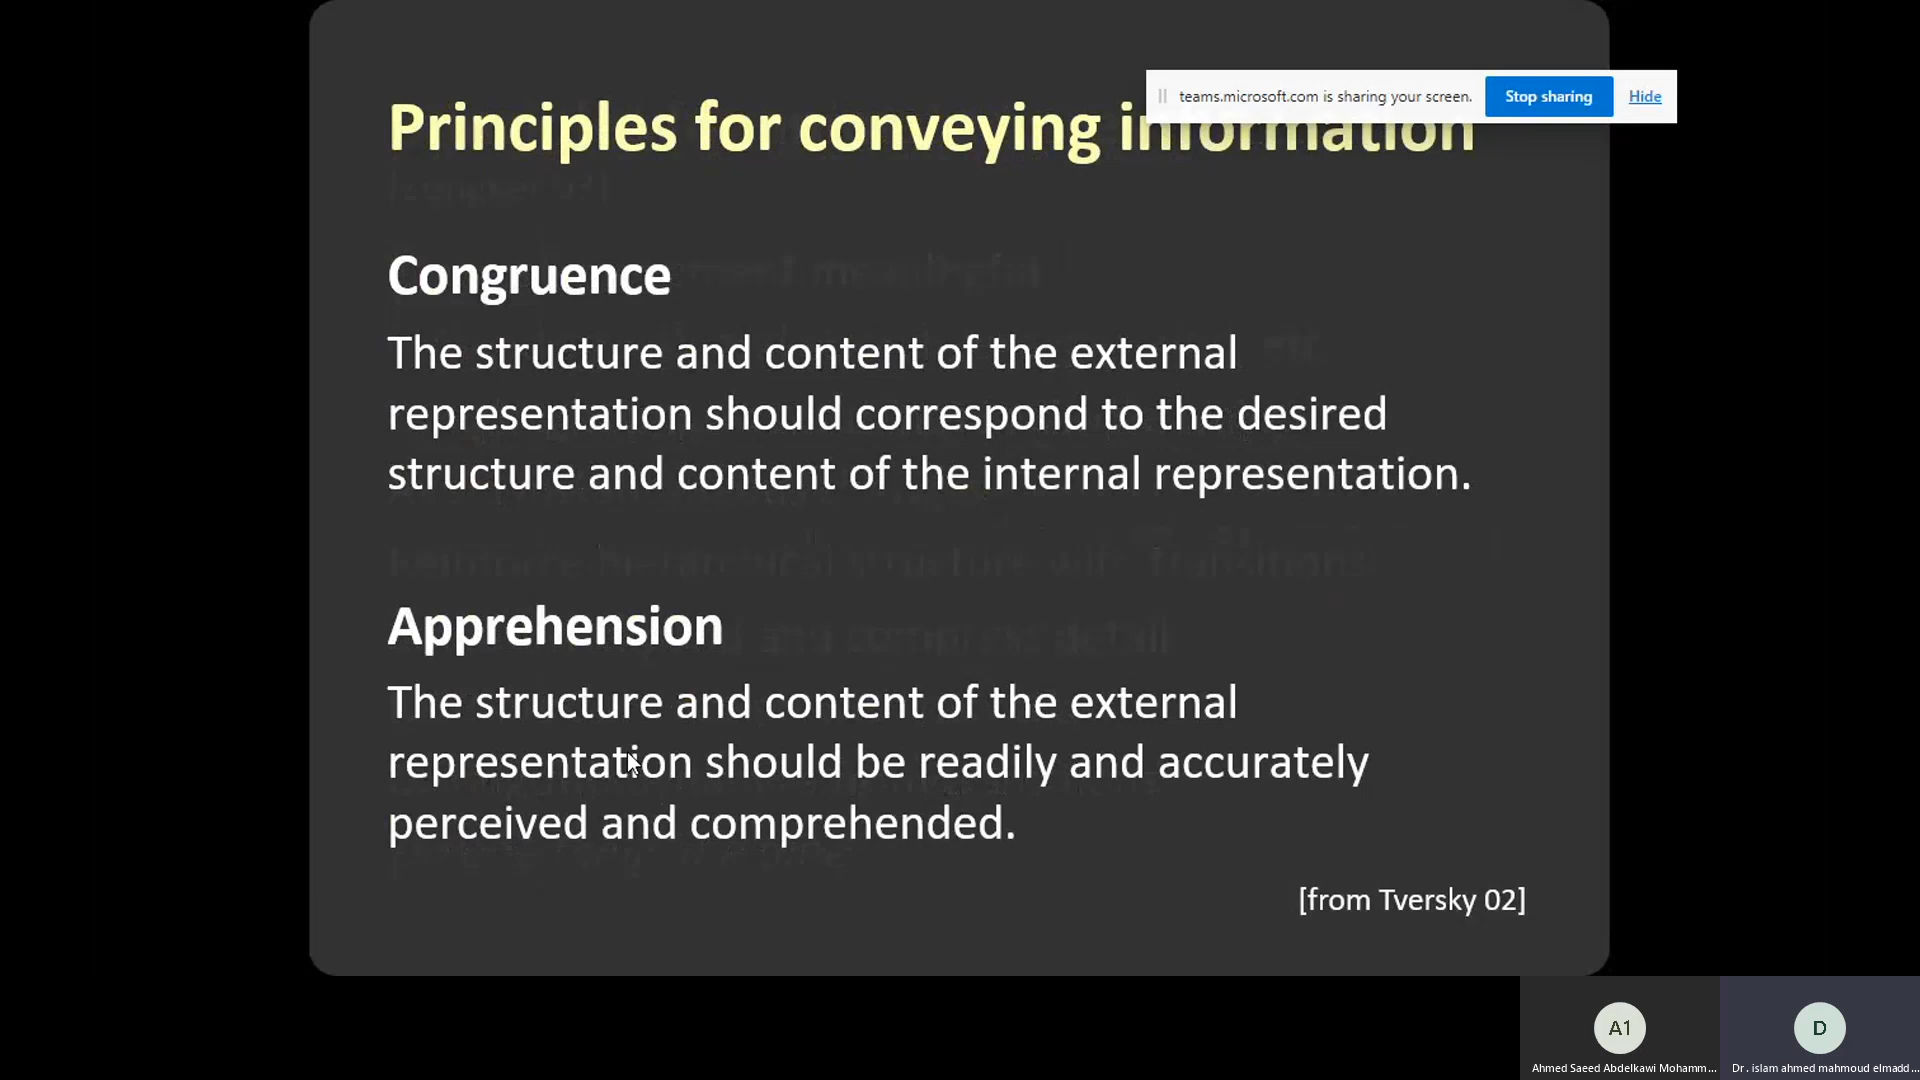 teams.microsoft.com is sharing your screen.
Stop sharing
Hide
Principles for conveying information
Congruence
The structure and content of the external
representation should correspond to the desired
structure and content of the internal representation.
Apprehension
The structure and content of the external
representation should be readily and accurately
perceived and comprehended.
[from Tversky 02]
A1
D
Ahmed Saeed Abdelkawi Mohamm...
Dr. islam ahmed mahmoud elmadd...